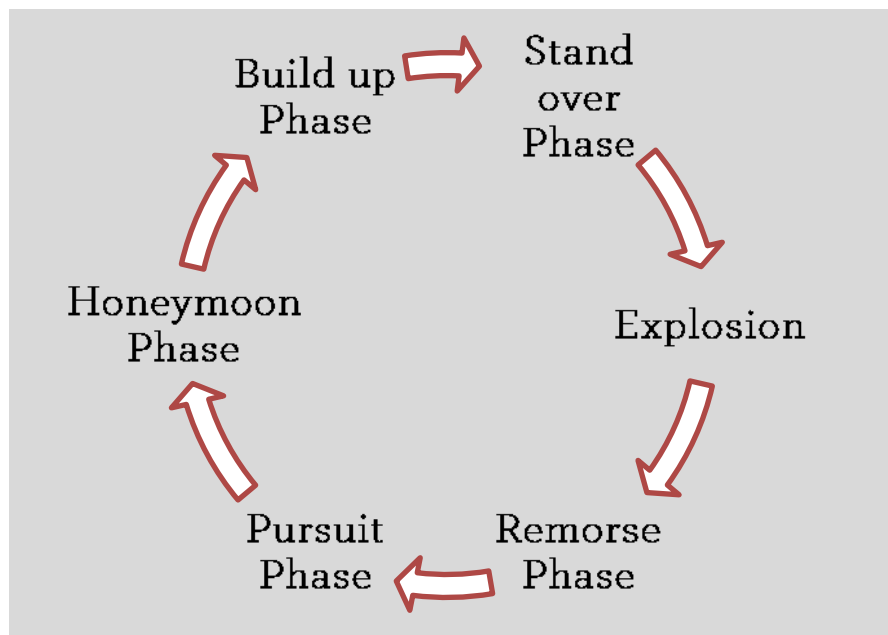 Build up
Phase
Stand
over
Phase
Explosion
Remorse
Phase
Pursuit
Phase
Honeymoon
Phase